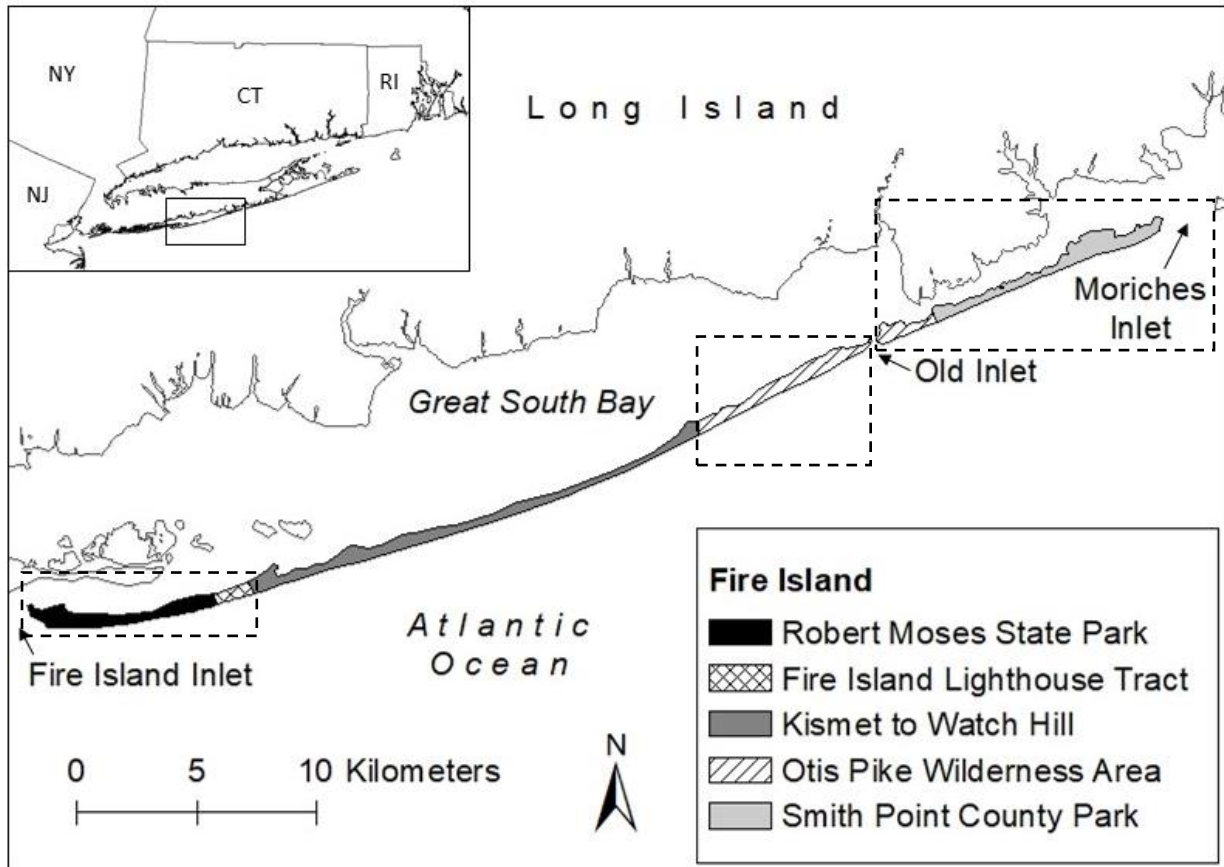 NY
CT
RI
NJ
Long Island
Moriches
Inlet
Old Inlet
Great South Bay
Atlantic
Ocean
Fire Island Inlet
N
0 5 10 Kilometers
Fire Island
Robert Moses State Park
Fire Island Lighthouse Tract
Kismet to Watch Hill
Otis Pike Wilderness Area
Smith Point County Park